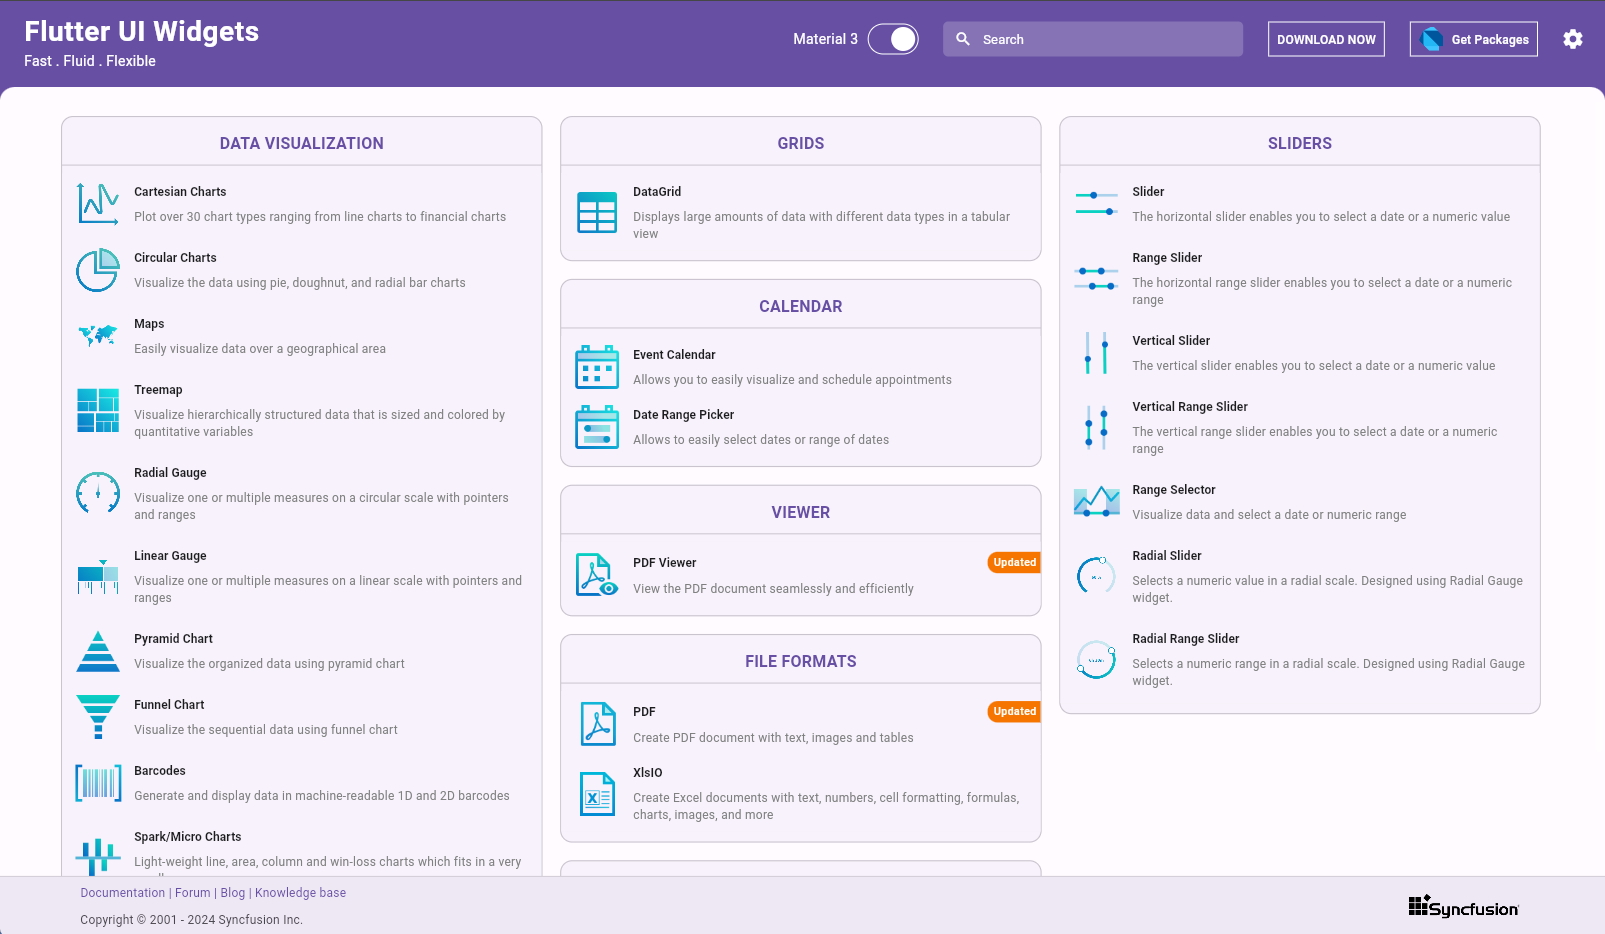 Flutter UI Widgets
Fast . Fluid . Flexible
Material 3
Search
DOWNLOAD NOW
Get Packages
DATA VISUALIZATION
Cartesian Charts
Plot over 30 chart types ranging from line charts to financial charts
Circular Charts
Visualize the data using pie, doughnut, and radial bar charts
Maps
Easily visualize data over a geographical area
Treemap
Visualize hierarchically structured data that is sized and colored by
quantitative variables
Radial Gauge
Visualize one or multiple measures on a circular scale with pointers
and ranges
Linear Gauge
Visualize one or multiple measures on a linear scale with pointers and
ranges
Pyramid Chart
Visualize the organized data using pyramid chart
Funnel Chart
Visualize the sequential data using funnel chart
Barcodes
Generate and display data in machine-readable 1D and 2D barcodes
Spark/Micro Charts
Light-weight line, area, column and win-loss charts which fits in a very
GRIDS
DataGrid
Displays large amounts of data with different data types in a tabular
view
CALENDAR
Event Calendar
Allows you to easily visualize and schedule appointments
Date Range Picker
Allows to easily select dates or range of dates
VIEWER
PDF Viewer
Updated
View the PDF document seamlessly and efficiently
FILE FORMATS
PDF
Updated
Create PDF document with text, images and tables
XlsIO
Create Excel documents with text, numbers, cell formatting, formulas,
charts, images, and more
SLIDERS
Slider
The horizontal slider enables you to select a date or a numeric value
Range Slider
The horizontal range slider enables you to select a date or a numeric
range
Vertical Slider
The vertical slider enables you to select a date or a numeric value
Vertical Range Slider
The vertical range slider enables you to select a date or a numeric
range
Range Selector
Visualize data and select a date or numeric range
Radial Slider
Selects a numeric value in a radial scale. Designed using Radial Gauge
widget.
Radial Range Slider
Selects a numeric range in a radial scale. Designed using Radial Gauge
widget.
Documentation | Forum | Blog | Knowledge base
Copyright © 2001 - 2024 Syncfusion Inc.
Syncfusion